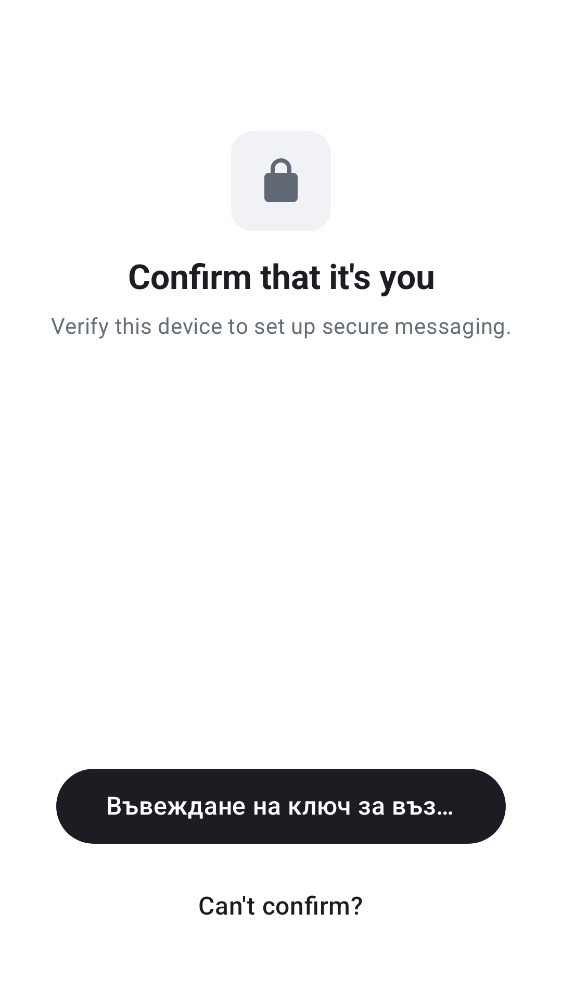 Confirm that it's you
Verify this device to set up secure messaging.
Въвеждане на ключ за въз...
Can't confirm?